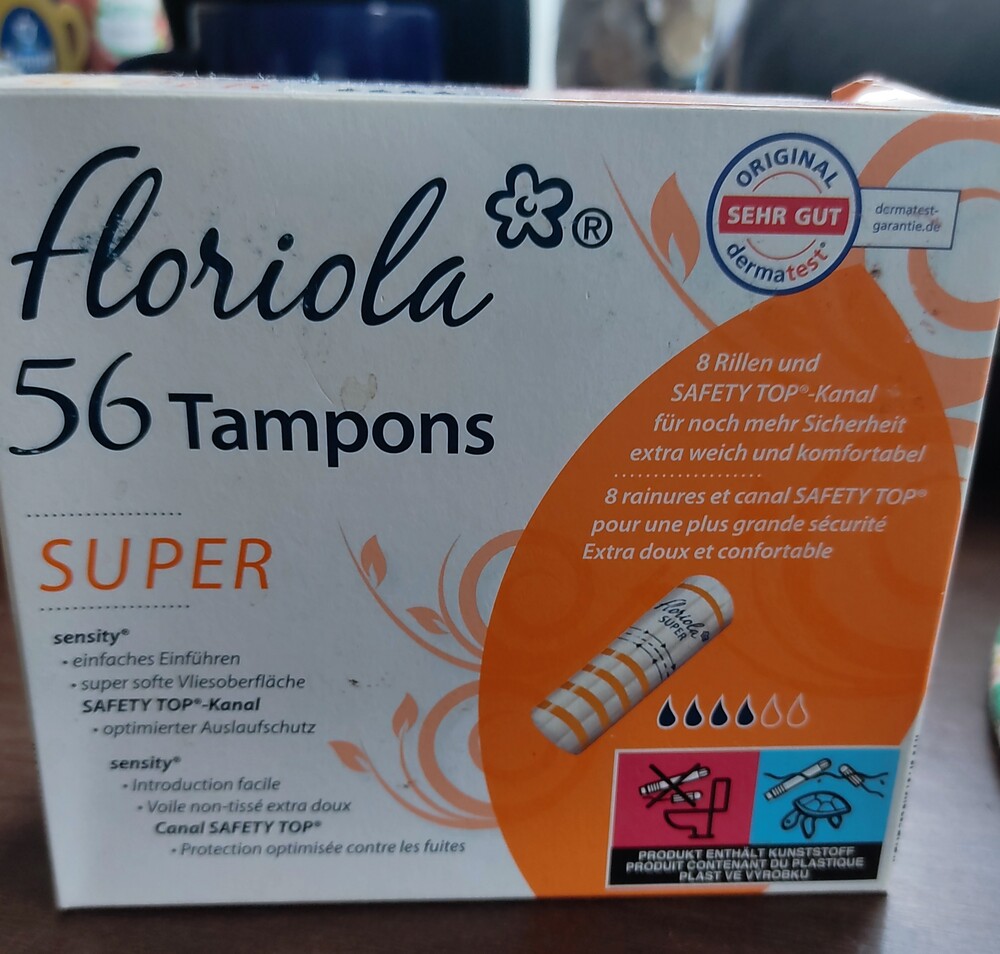 floriola®
56 Tampons
SUPER
sensity®
• einfaches Einführen
• super softe Vliesoberfläche
SAFETY TOP®-Kanal
• optimierter Auslaufschutz
sensity®
• Introduction facile
• Voile non-tissé extra doux
Canal SAFETY TOP®
• Protection optimisée contre les fuites
ORIGINAL
SEHR GUT
dermatest®
dermatest-
garantie.de
8 Rillen und
SAFETY TOP®-Kanal
für noch mehr Sicherheit
extra weich und komfortabel
8 rainures et canal SAFETY TOP®
pour une plus grande sécurité
Extra doux et confortable
floriola
SUPER
PRODUKT ENTHÄLT KUNSTSTOFF
PRODUIT CONTENANT DU PLASTIQUE
PLAST VE VÝROBKU